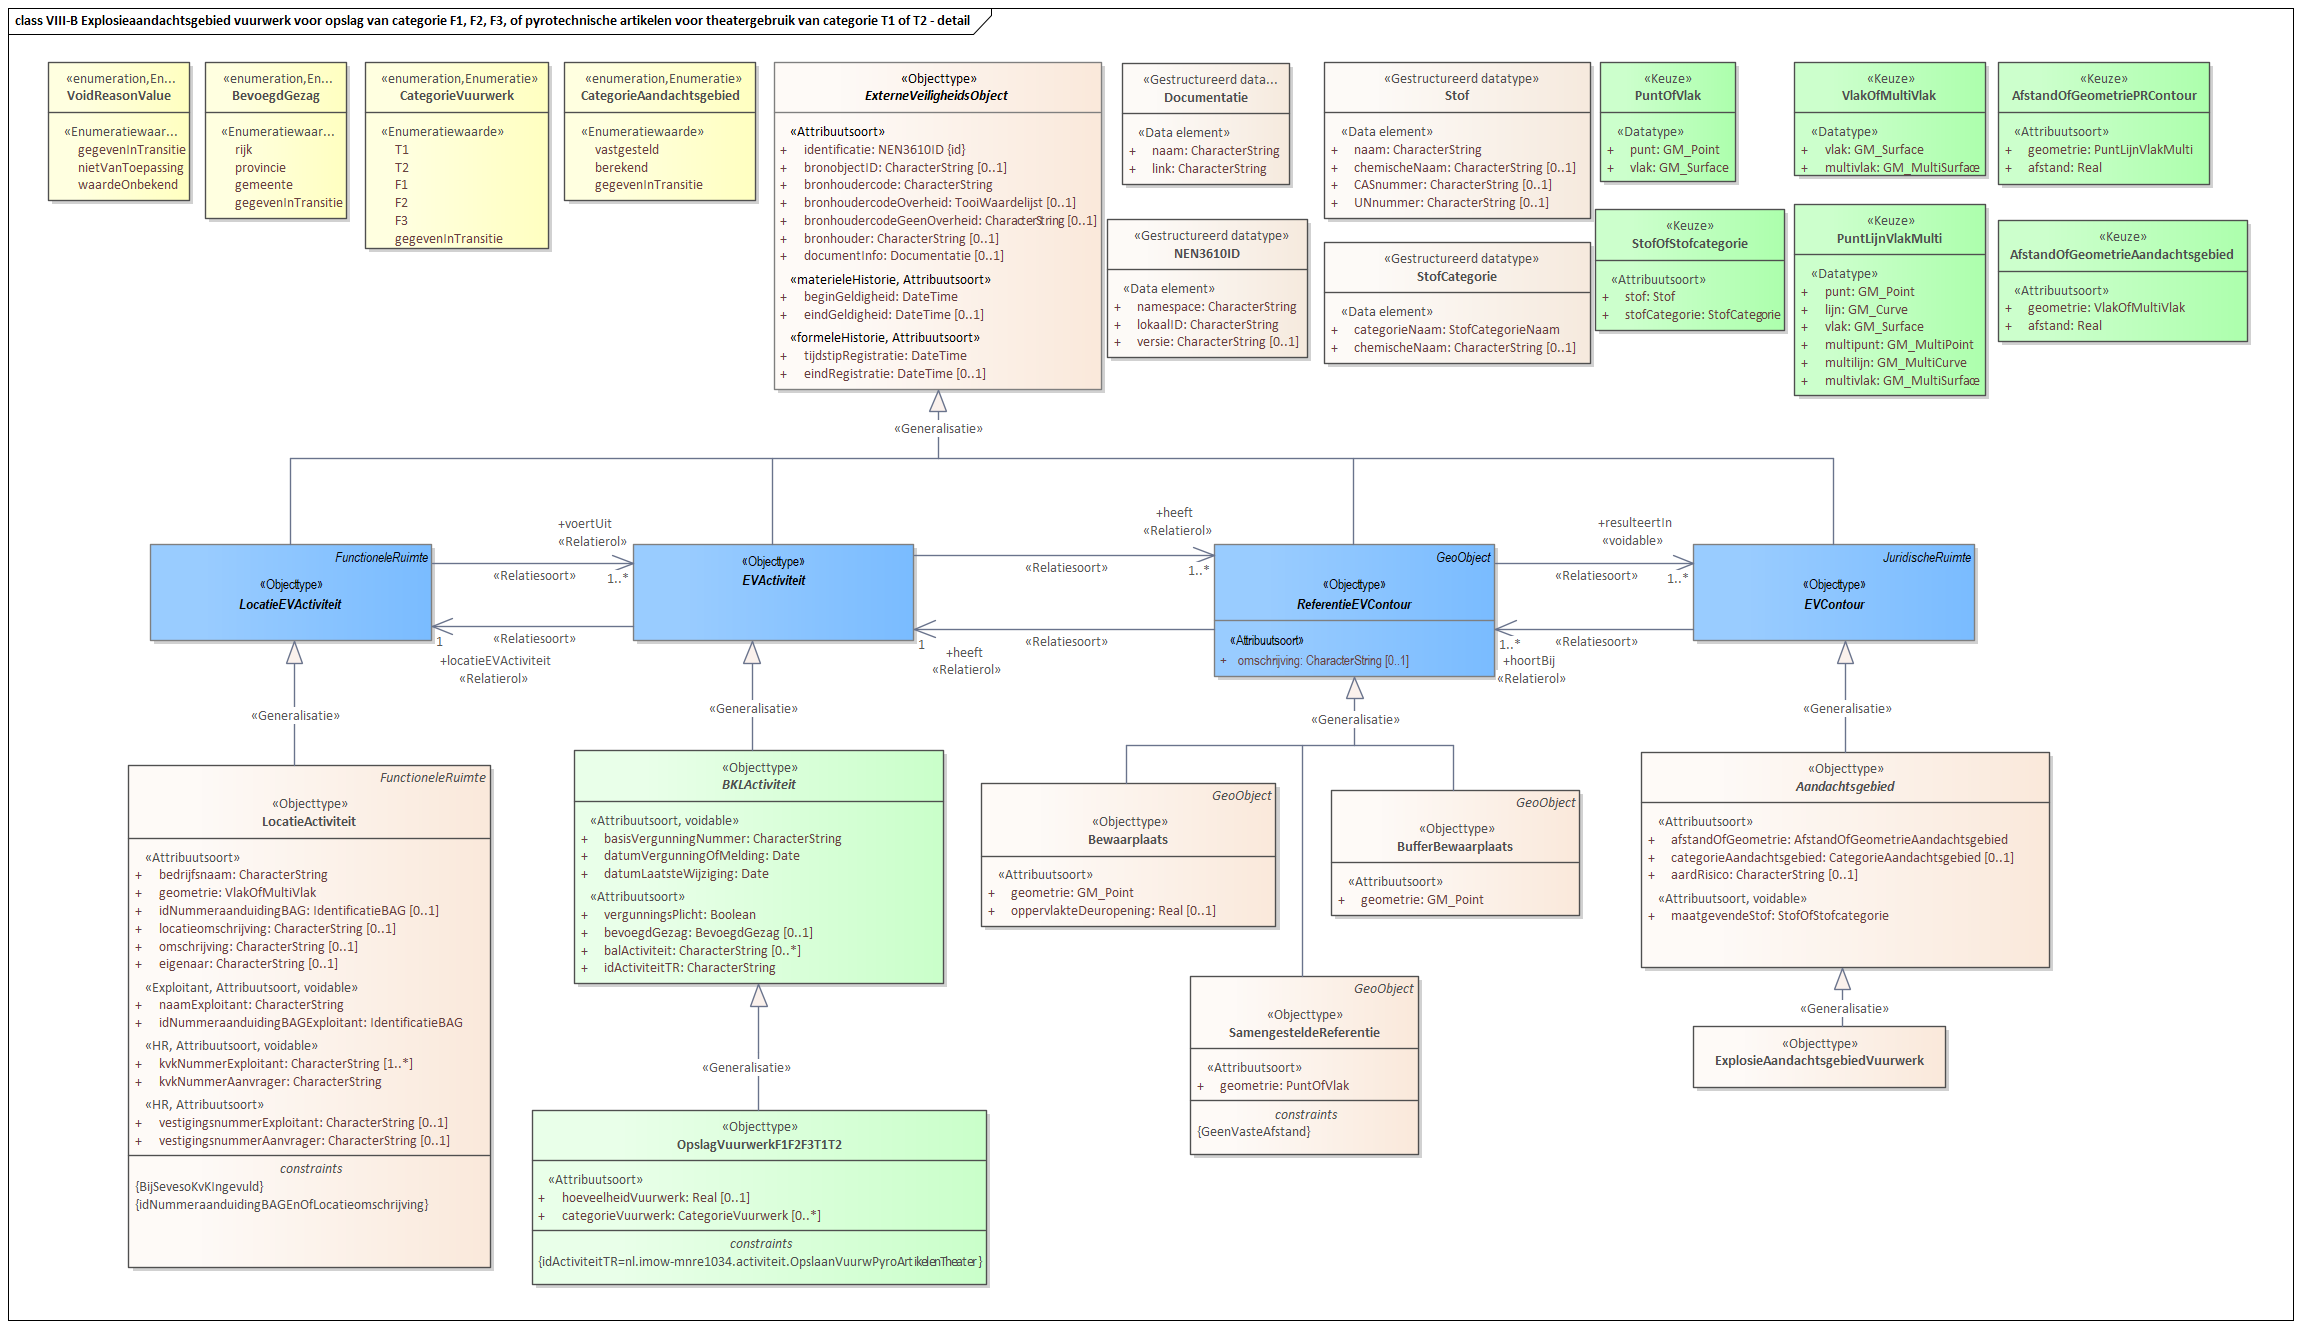 class VIII-B Explosieaandachtsgebied vuurwerk voor opslag van categorie F1, F2, F3, of pyrotechnische artikelen voor theatergebruik van categorie T1 of T2 - detail
«enumeration,En...
VoidReasonValue
«Enumeratiewaar...
gegevenInTransitie
nietVanToepassing
waardeOnbekend
«enumeration,En...
BevoegdGezag
«Enumeratiewaar...
rijk
provincie
gemeente
gegevenInTransitie
«enumeration,Enumeratie»
CategorieVuurwerk
«Enumeratiewaarde»
T1
T2
F1
F2
F3
gegevenInTransitie
«enumeration,Enumeratie»
CategorieAandachtsgebied
«Enumeratiewaarde»
vastgesteld
berekend
gegevenInTransitie
«Objecttype»
ExterneVeiligheidsObject
«Attribuutsoort»
+ identificatie: NEN3610ID {id}
+ bronobjectID: CharacterString [0..1]
+ bronhoudercode: CharacterString
+ bronhoudercodeOverheid: TooiWaardelijst [0..1]
+ bronhoudercodeGeenOverheid: CharacterString [0..1]
+ bronhouder: CharacterString [0..1]
+ documentInfo: Documentatie [0..1]
«materieleHistorie, Attribuutsoort»
+ beginGeldigheid: DateTime
+ eindGeldigheid: DateTime [0..1]
«formeleHistorie, Attribuutsoort»
+ tijdstipRegistratie: DateTime
+ eindRegistratie: DateTime [0..1]
«Gestructureerd data...
Documentatie
«Data element»
+ naam: CharacterString
+ link: CharacterString
«Gestructureerd datatype»
NEN3610ID
«Data element»
+ namespace: CharacterString
+ lokaalID: CharacterString
+ versie: CharacterString [0..1]
«Gestructureerd datatype»
Stof
«Data element»
+ naam: CharacterString
+ chemischeNaam: CharacterString [0..1]
+ CASnummer: CharacterString [0..1]
+ UNnummer: CharacterString [0..1]
«Gestructureerd datatype»
StofCategorie
«Data element»
+ categorieNaam: StofCategorieNaam
+ chemischeNaam: CharacterString [0..1]
«Keuze»
PuntOfVlak
«Datatype»
+ punt: GM_Point
+ vlak: GM_Surface
«Keuze»
StofOfStofcategorie
«Attribuutsoort»
+ stof: Stof
+ stofCategorie: StofCategorie
«Keuze»
VlakOfMultiVlak
«Datatype»
+ vlak: GM_Surface
+ multivlak: GM_MultiSurface
«Keuze»
PuntLijnVlakMulti
«Datatype»
+ punt: GM_Point
+ lijn: GM_Curve
+ vlak: GM_Surface
+ multipunt: GM_MultiPoint
+ multilijn: GM_MultiCurve
+ multivlak: GM_MultiSurface
«Keuze»
AfstandOfGeometriePRContour
«Attribuutsoort»
+ geometrie: PuntLijnVlakMulti
+ afstand: Real
«Keuze»
AfstandOfGeometrieAandachtsgebied
«Attribuutsoort»
+ geometrie: VlakOfMultiVlak
+ afstand: Real
«Generalisatie»
FunctioneleRuimte
«Objecttype»
LocatieEVActiviteit
+voertUit
«Relatierol»
«Relatiesoort»
1..*
«Relatiesoort»
1
+locatieEVActiviteit
«Relatierol»
«Objecttype»
EVActiviteit
+heeft
«Relatierol»
«Relatiesoort»
1..*
«Relatiesoort»
1
+heeft
«Relatierol»
GeoObject
«Objecttype»
ReferentieEVContour
«Attribuutsoort»
+ omschrijving: CharacterString [0..1]
+resulteertIn
«voidable»
«Relatiesoort»
1..*
«Relatiesoort»
1..*
+hoortBij
«Relatierol»
JuridischeRuimte
«Objecttype»
EVContour
«Generalisatie»
«Generalisatie»
«Generalisatie»
«Generalisatie»
FunctioneleRuimte
«Objecttype»
LocatieActiviteit
«Attribuutsoort»
+ bedrijfsnaam: CharacterString
+ geometrie: VlakOfMultiVlak
+ idNummeraanduidingBAG: IdentificatieBAG [0..1]
+ locatieomschrijving: CharacterString [0..1]
+ omschrijving: CharacterString [0..1]
+ eigenaar: CharacterString [0..1]
«Exploitant, Attribuutsoort, voidable»
+ naamExploitant: CharacterString
+ idNummeraanduidingBAGExploitant: IdentificatieBAG
«HR, Attribuutsoort, voidable»
+ kvkNummerExploitant: CharacterString [1..*]
+ kvkNummerAanvrager: CharacterString
«HR, Attribuutsoort»
+ vestigingsnummerExploitant: CharacterString [0..1]
+ vestigingsnummerAanvrager: CharacterString [0..1]
constraints
{BijSevesoKvKIngevuld}
{idNummeraanduidingBAGEnOfLocatieomschrijving}
«Objecttype»
BKLActiviteit
«Attribuutsoort, voidable»
+ basisVergunningNummer: CharacterString
+ datumVergunningOfMelding: Date
+ datumLaatsteWijziging: Date
«Attribuutsoort»
+ vergunningsPlicht: Boolean
+ bevoegdGezag: BevoegdGezag [0..1]
+ balActiviteit: CharacterString [0..*]
+ idActiviteitTR: CharacterString
«Generalisatie»
«Objecttype»
OpslagVuurwerkF1F2F3T1T2
«Attribuutsoort»
+ hoeveelheidVuurwerk: Real [0..1]
+ categorieVuurwerk: CategorieVuurwerk [0..*]
constraints
{idActiviteitTR=nl.imow-mnre1034.activiteit.OpslaanVuurwPyroArtikelenTheater}
GeoObject
«Objecttype»
Bewaarplaats
«Attribuutsoort»
+ geometrie: GM_Point
+ oppervlakteDeuropening: Real [0..1]
GeoObject
«Objecttype»
BufferBewaarplaats
«Attribuutsoort»
+ geometrie: GM_Point
GeoObject
«Objecttype»
SamengesteldeReferentie
«Attribuutsoort»
+ geometrie: PuntOfVlak
constraints
{GeenVasteAfstand}
«Objecttype»
Aandachtsgebied
«Attribuutsoort»
+ afstandOfGeometrie: AfstandOfGeometrieAandachtsgebied
+ categorieAandachtsgebied: CategorieAandachtsgebied [0..1]
+ aardRisico: CharacterString [0..1]
«Attribuutsoort, voidable»
+ maatgevendeStof: StofOfStofcategorie
«Generalisatie»
«Objecttype»
ExplosieAandachtsgebiedVuurwerk